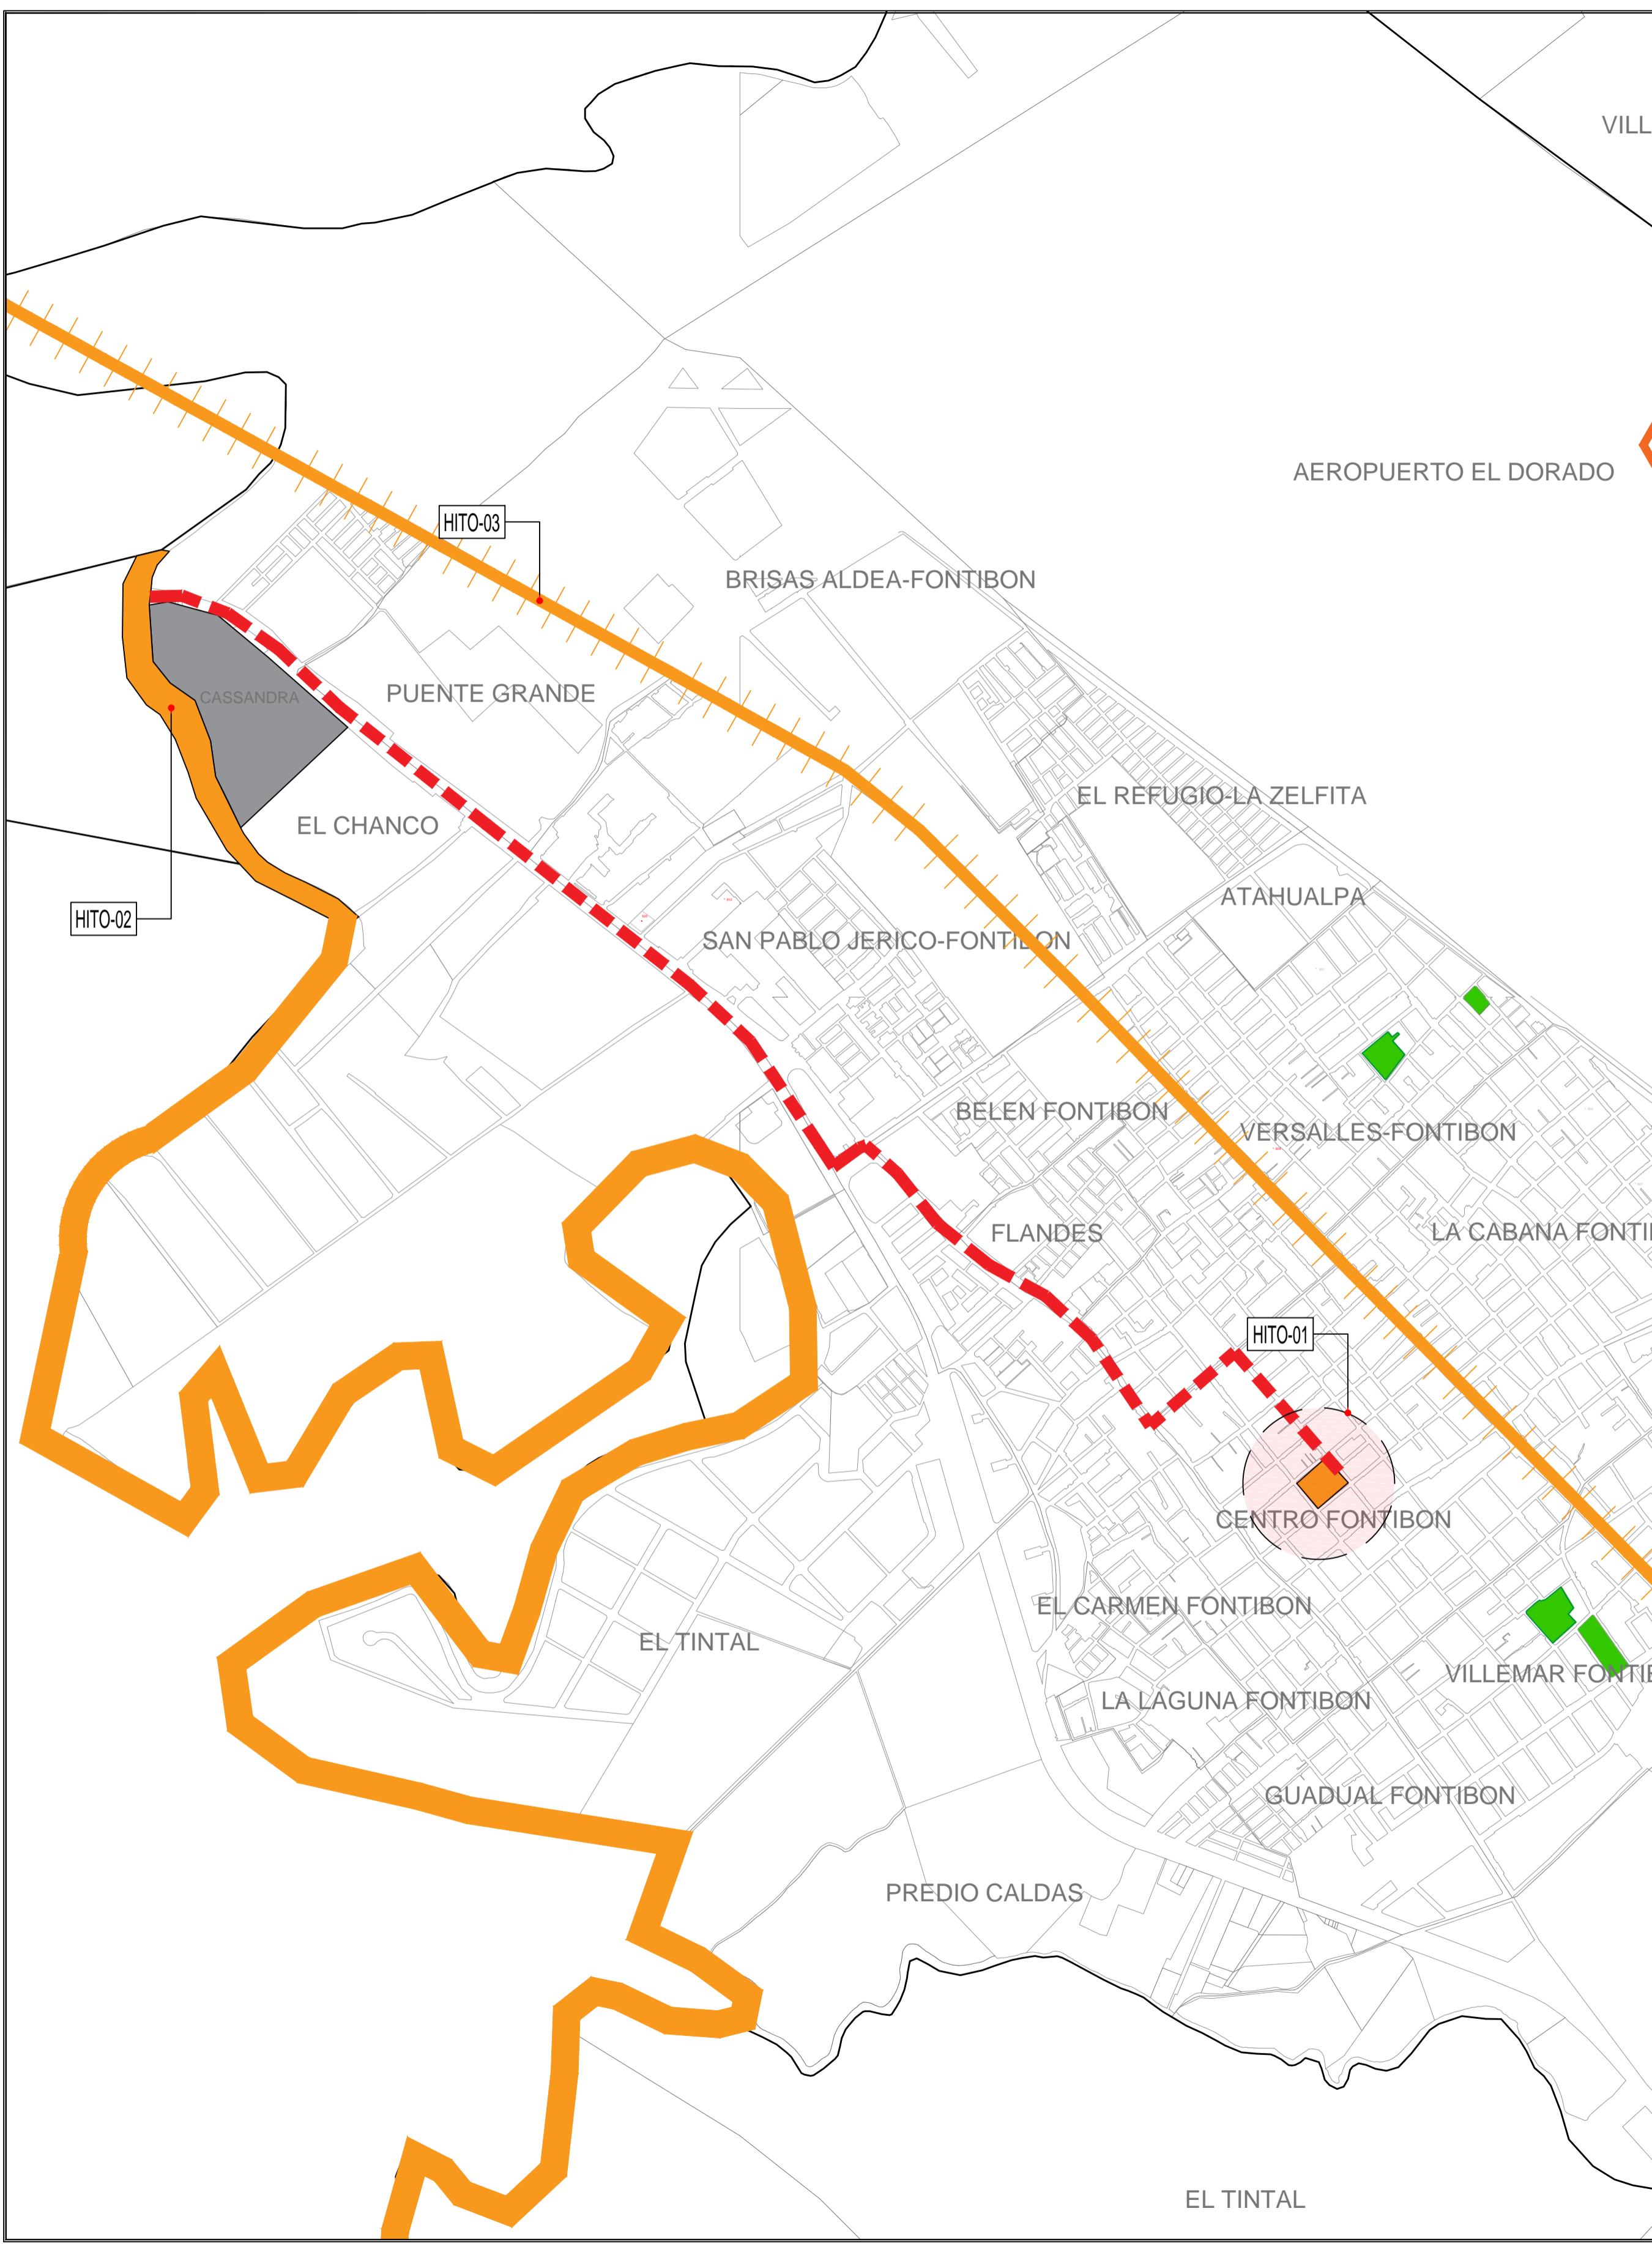 VILL
AEROPUERTO EL DORADO
HITO-03
BRISAS ALDEA-FONTIBON
CASSANDRA
PUENTE GRANDE
EL REFUGIO-LA ZELFITA
EL CHANCO
ATAHUALPA
HITO-02
SAN PABLO JERICO-FONTIBON
BELEN FONTIBON
VERSALLES-FONTIBON
FLANDES
LA CABANA FONTI
HITO-01
CENTRO FONTIBON
EL CARMEN FONTIBON
EL TINTAL
VILLEMAR FONTIB
LA LAGUNA FONTIBON
GUADUAL FONTIBON
PREDIO CALDAS
EL TINTAL